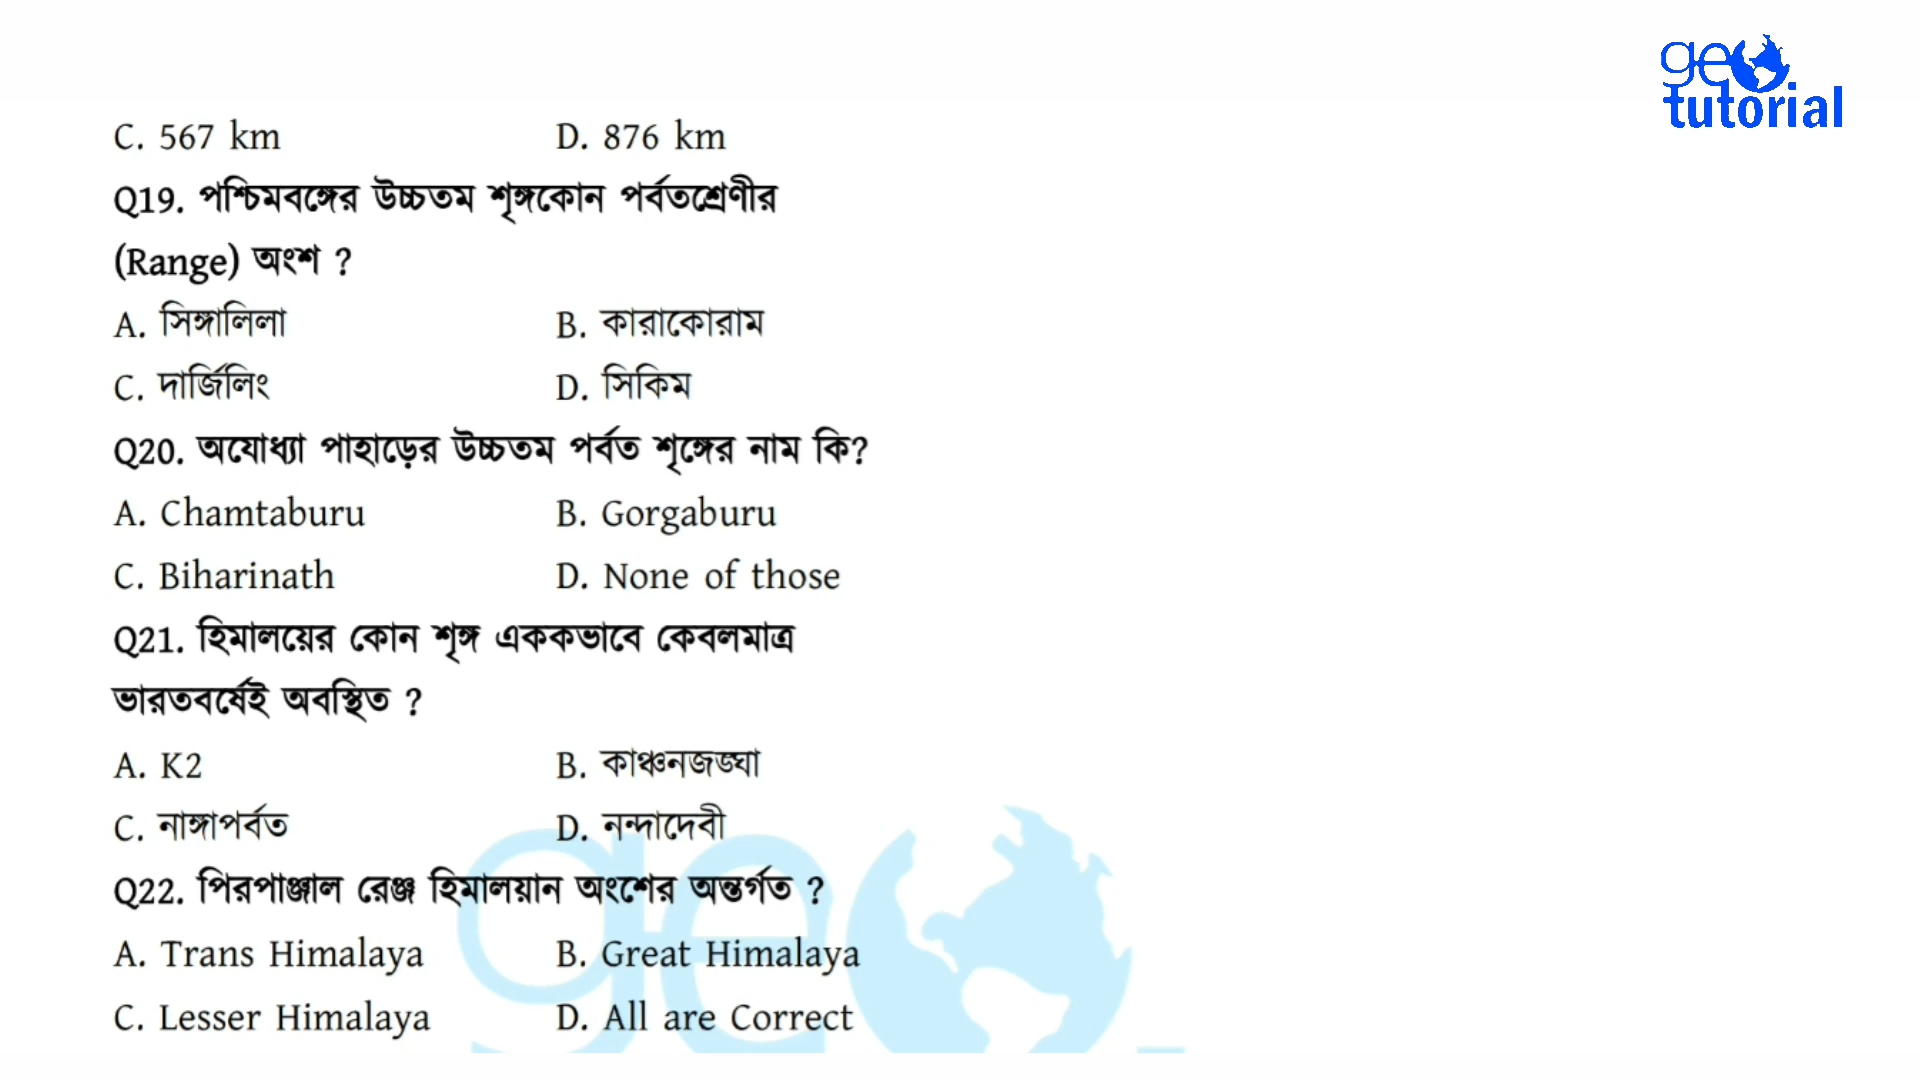 geo
tutorial
C. 567 km D. 876 km
Q19. পশ্চিমবঙ্গের উচ্চতম শৃঙ্গকোন পর্বতশ্রেণীর
(Range) অংশ ?
A. সিঙ্গালিলা B. কারাকোরাম
C. দার্জিলিং D. সিকিম
Q20. অযোধ্যা পাহাড়ের উচ্চতম পর্বত শৃঙ্গের নাম কি?
A. Chamtaburu B. Gorgaburu
C. Biharinath D. None of those
Q21. হিমালয়ের কোন শৃঙ্গ এককভাবে কেবলমাত্র
ভারতবর্ষেই অবস্থিত ?
A. K2 B. কাঞ্চনজঙ্ঘা
C. নাঙ্গাপর্বত D. নন্দাদেবী
Q22. পিরপাঞ্জাল রেঞ্জ হিমালয়ান অংশের অন্তর্গত ?
A. Trans Himalaya B. Great Himalaya
C. Lesser Himalaya D. All are Correct
geo